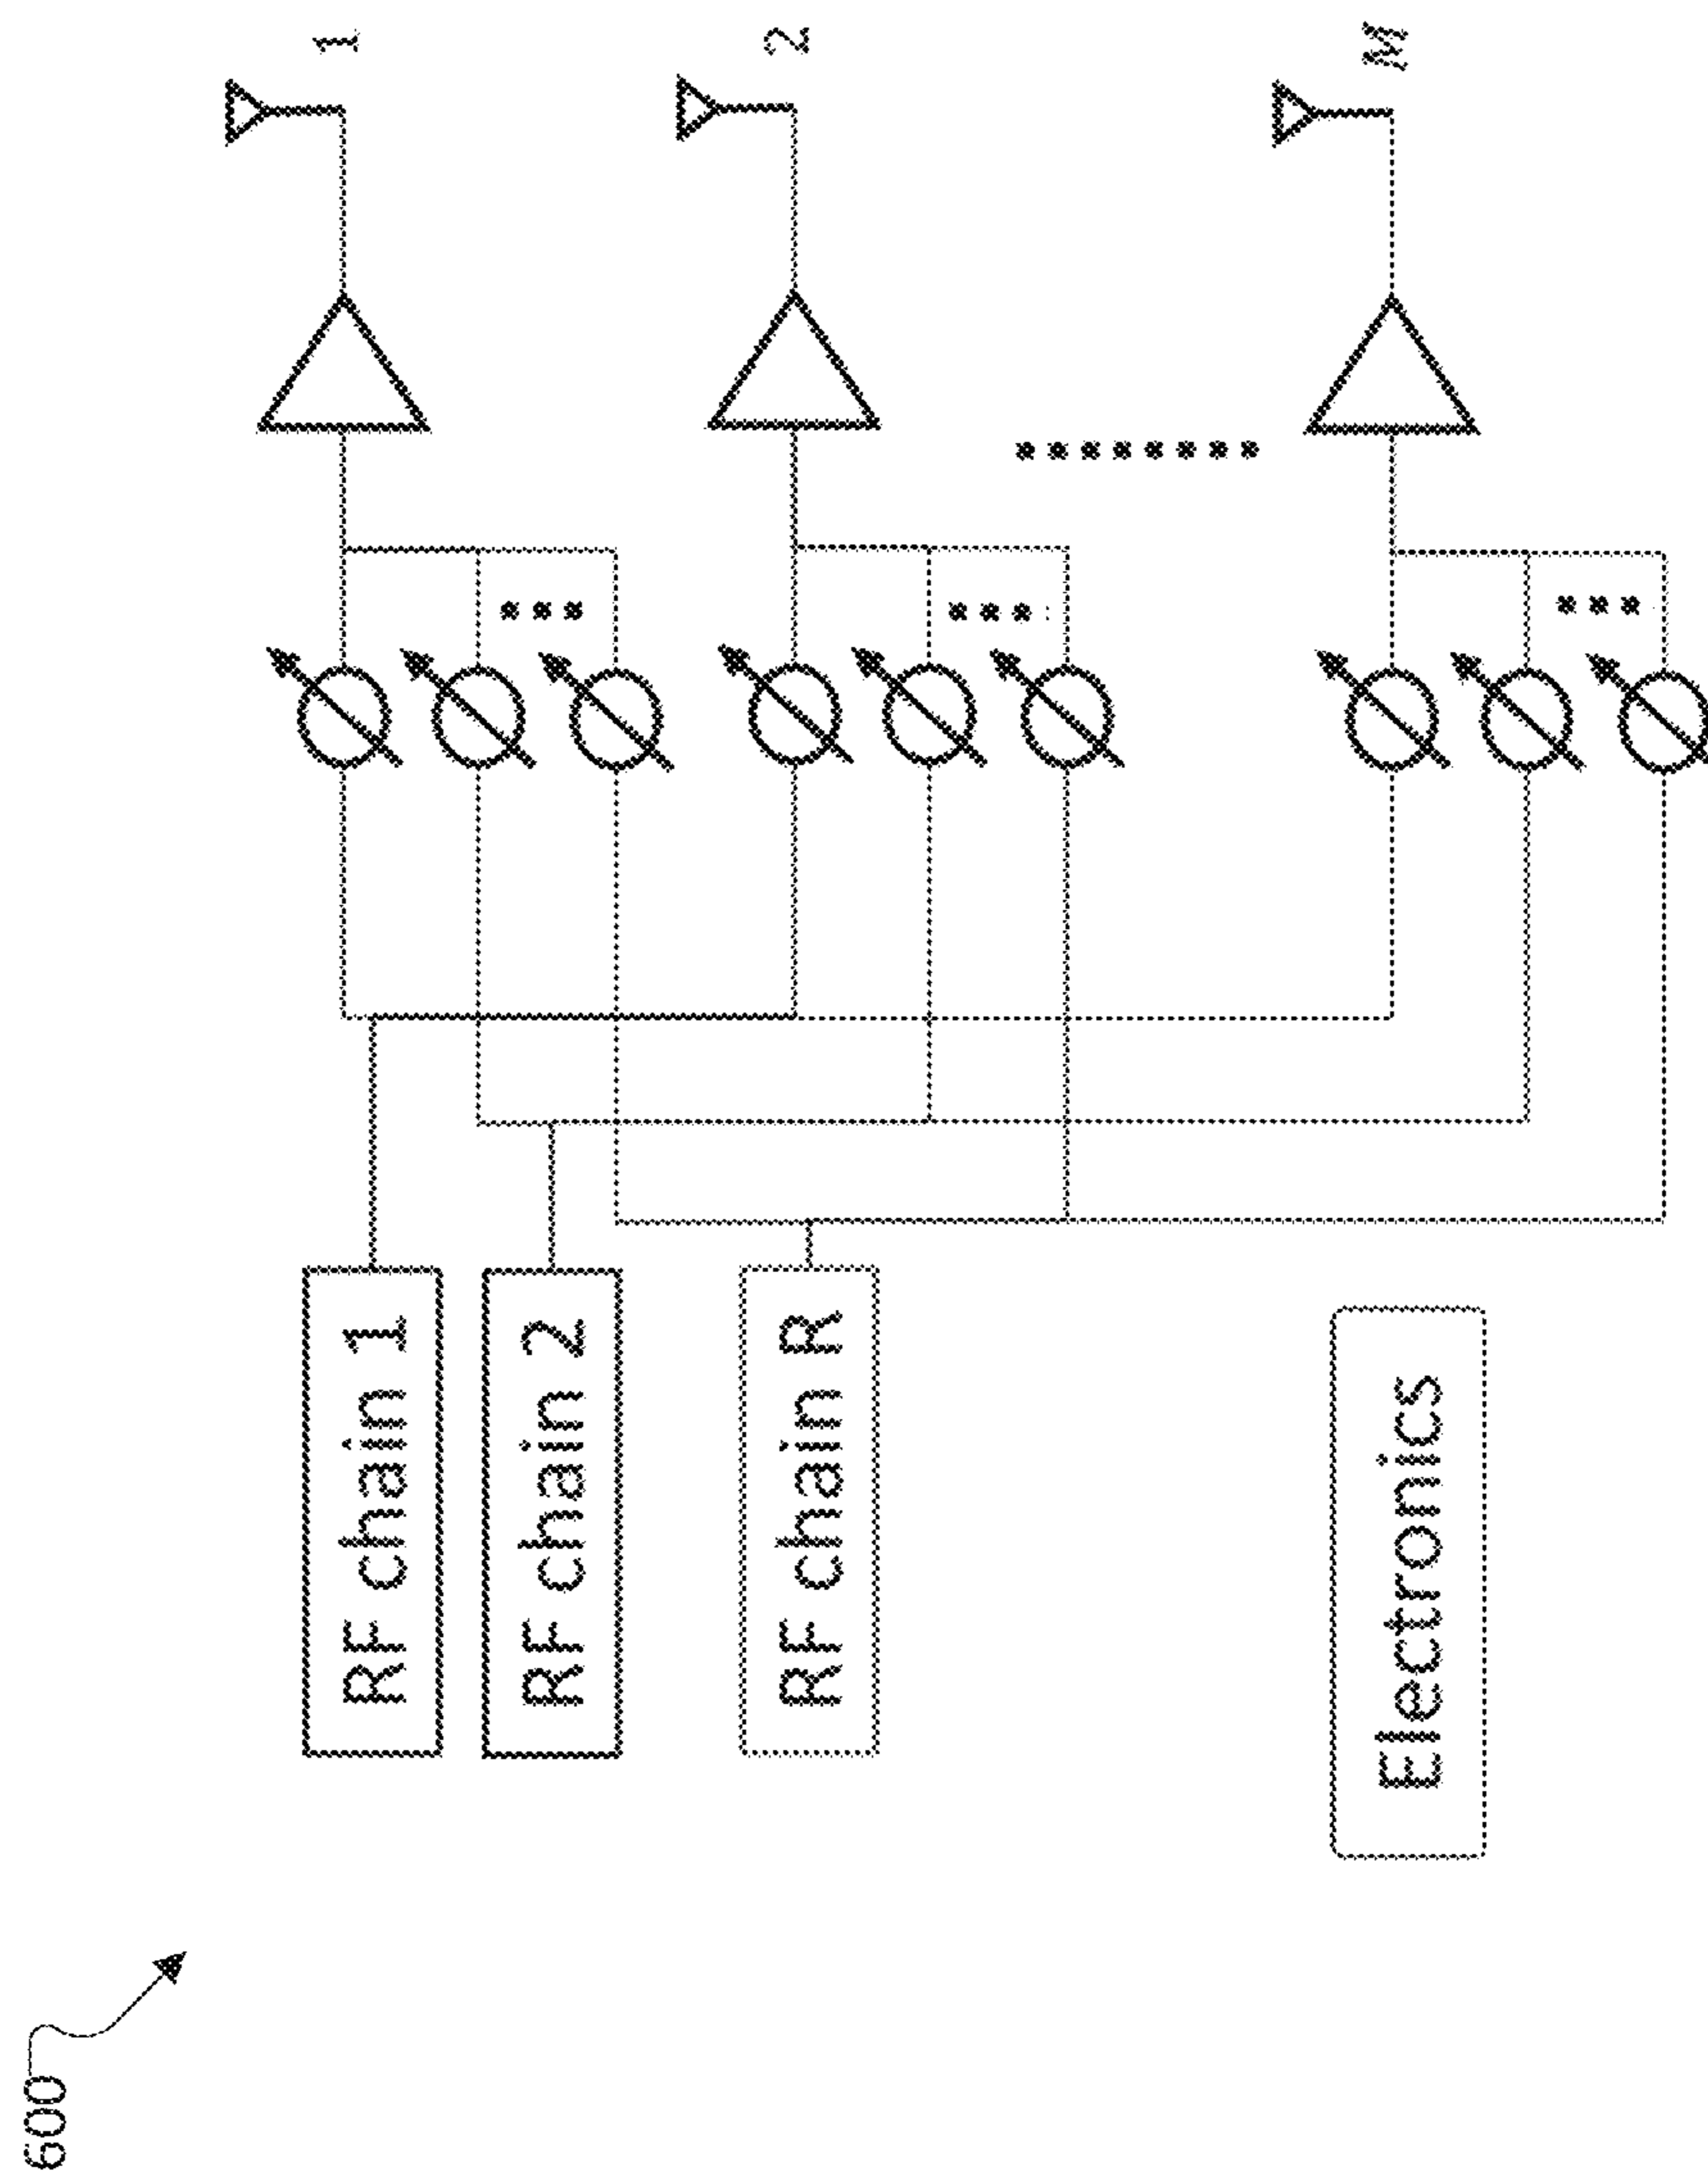 RF chain 1
RF chain 2
RF chain R
Electronics
1
2
M
600